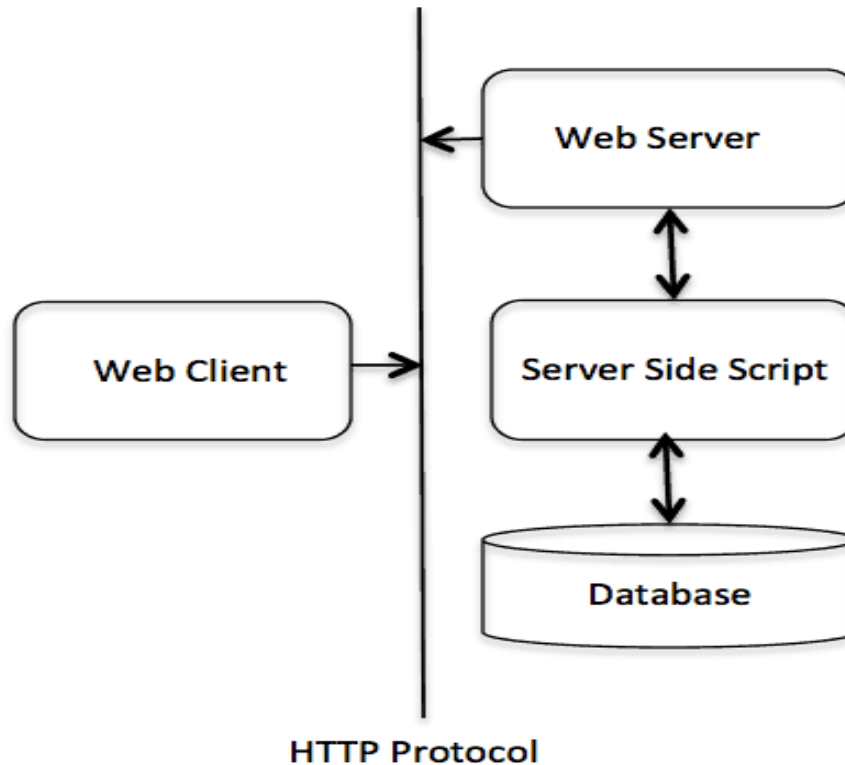 Web Server
Web Client
Server Side Script
Database
HTTP Protocol